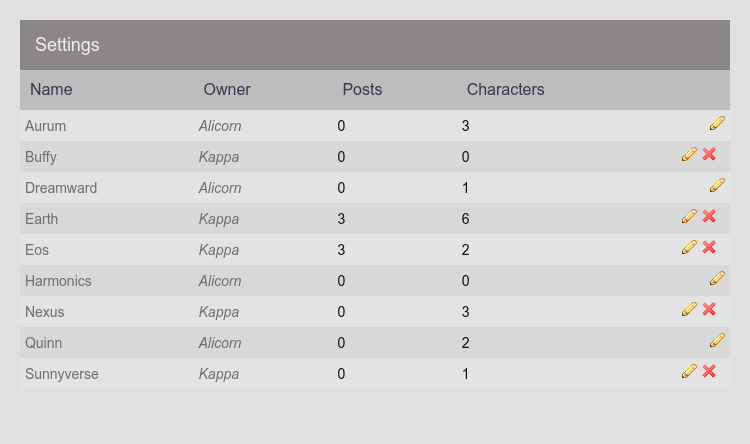 Settings
Name Owner Posts Characters
Aurum Alicorn 0 3
Buffy Kappa 0 0
Dreamward Alicorn 0 1
Earth Kappa 3 6
Eos Kappa 3 2
Harmonics Alicorn 0 0
Nexus Kappa 0 3
Quinn Alicorn 0 2
Sunnyverse Kappa 0 1